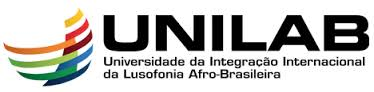 UNILAB
Universidade da Integração Internacional
da Lusofonia Afro-Brasileira